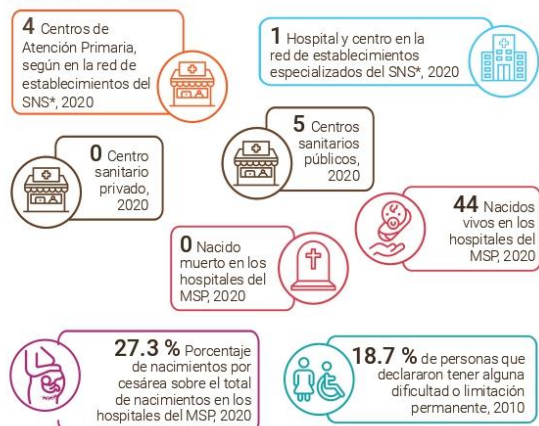 4 Centros de
Atención Primaria,
según en la red de
establecimientos del
SNS*, 2020
1 Hospital y centro en la
red de establecimientos
especializados del SNS*, 2020
0 Centro
sanitario
privado,
2020
5 Centros
sanitarios
públicos,
2020
0 Nacido
muerto en los
hospitales del
MSP, 2020
44 Nacidos
vivos en los
hospitales del
MSP, 2020
27.3 % Porcentaje
de nacimientos por
cesárea sobre el total
de nacimientos en los
hospitales del MSP, 2020
18.7 % de personas que
declararon tener alguna
dificultad o limitación
permanente, 2010